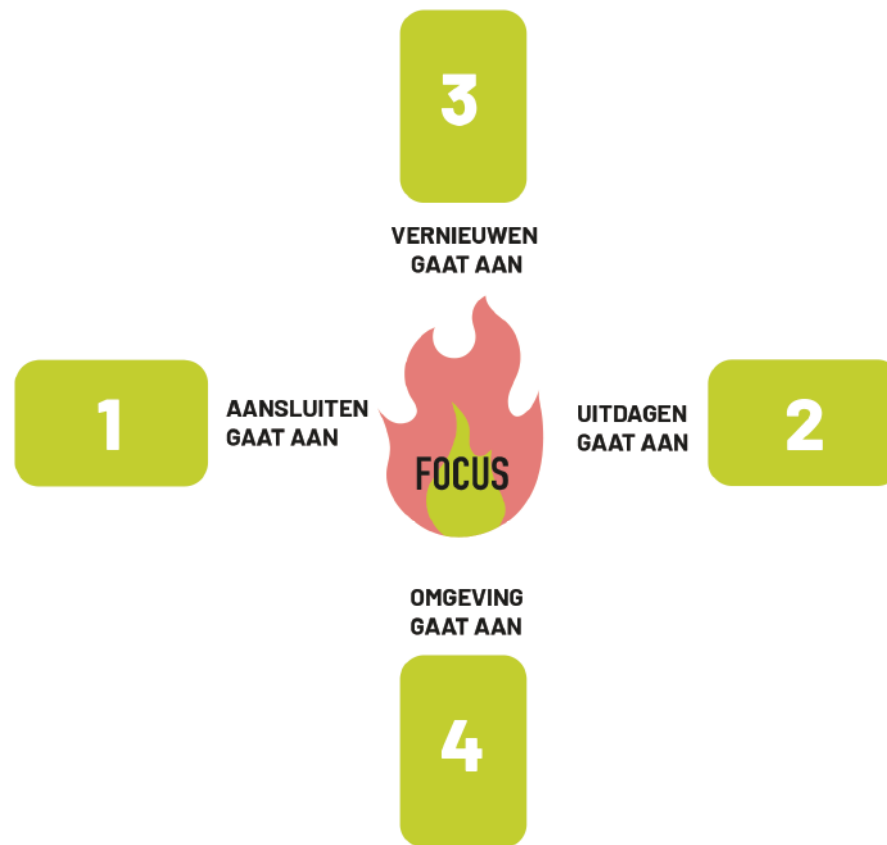 3
VERNIEUWEN
GAAT AAN
1
AANSLUITEN
GAAT AAN
FOCUS
UITDAGEN
GAAT AAN
2
OMGEVING
GAAT AAN
4